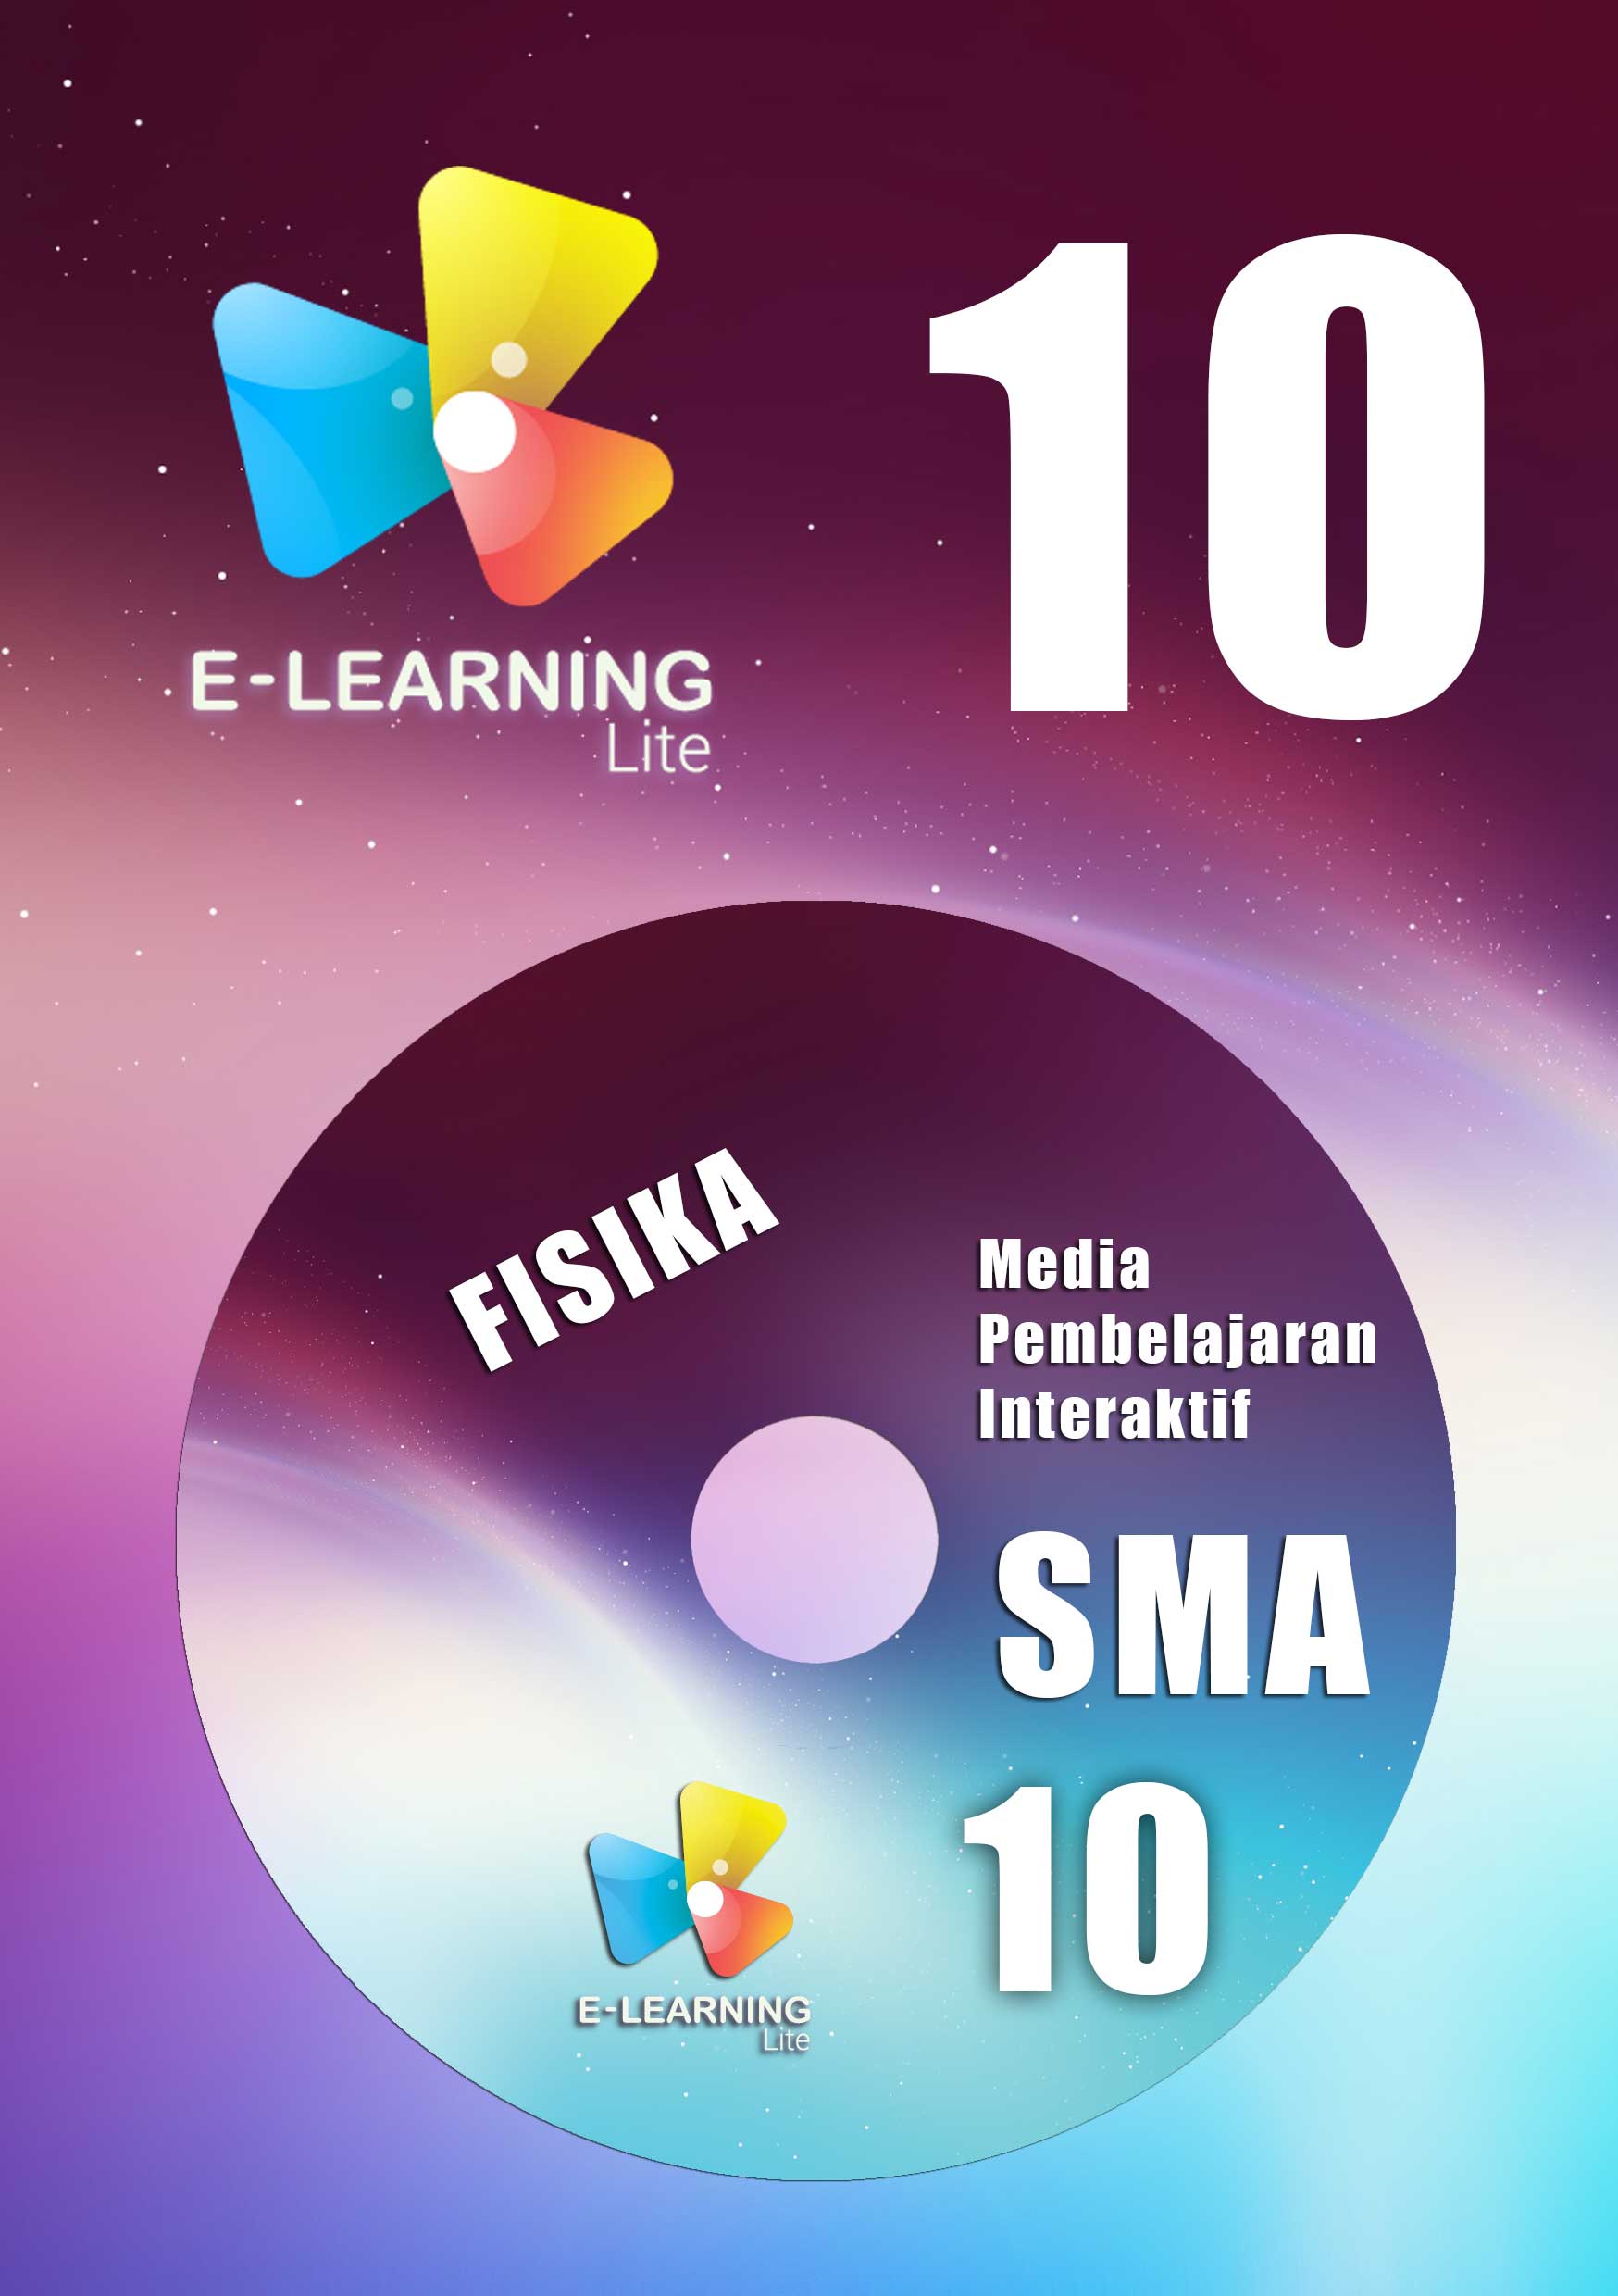 10
E-LEARNING
Lite
FISIKA
Media
Pembelajaran
Interaktif
SMA
10
E-LEARNING
Lite